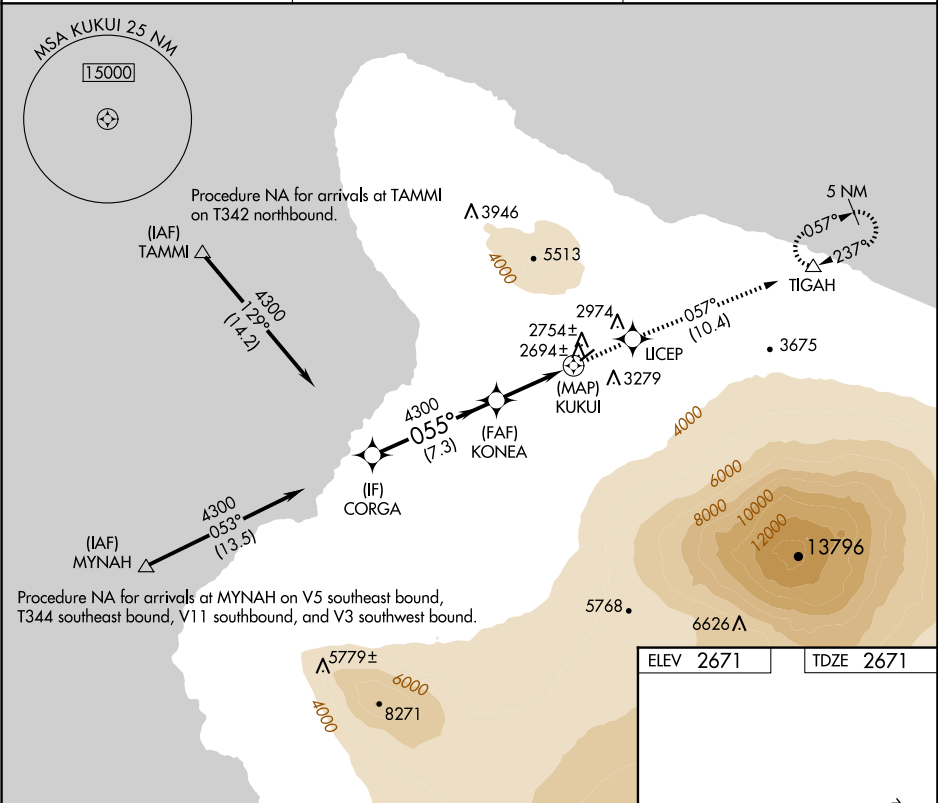 MSA KUKUI 25 NM
15000
Procedure NA for arrivals at TAMMI
on T342 northbound.
(IAF)
TAMMI
4300
129°
(14.2)
3946
5513
4000
5 NM
057°
237°
TIGAH
2974
2754±
2694±
LICEP
057°
(10.4)
3675
3279
(MAP)
KUKUI
4300
055°
(7.3)
(FAF)
KONEA
(IF)
CORGA
4300
053°
(13.5)
(IAF)
MYNAH
Procedure NA for arrivals at MYNAH on V5 southeast bound,
T344 southeast bound, V11 southbound, and V3 southwest bound.
4000
6000
8000
10000
12000
13796
5768
6626
5779±
6000
4000
8271
ELEV 2671
TDZE 2671